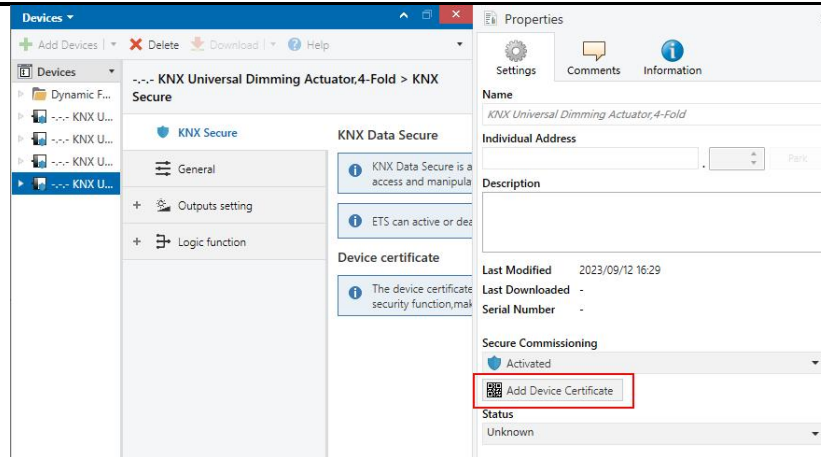 Devices
Add Devices
Delete
Download
Help
Devices
Dynamic F...
-.-.- KNX U...
-.-.- KNX U...
-.-.- KNX U...
-.-.- KNX U...
-.-.- KNX Universal Dimming Actuator,4-Fold > KNX
Secure
KNX Secure
General
+ Outputs setting
+ Logic function
KNX Data Secure
KNX Data Secure is a
access and manipula
ETS can active or dea
Device certificate
The device certificate
security function,mak
Properties
Settings
Comments
Information
Name
KNX Universal Dimming Actuator,4-Fold
Individual Address
.
Park
Description
Last Modified 2023/09/12 16:29
Last Downloaded -
Serial Number -
Secure Commissioning
Activated
Add Device Certificate
Status
Unknown